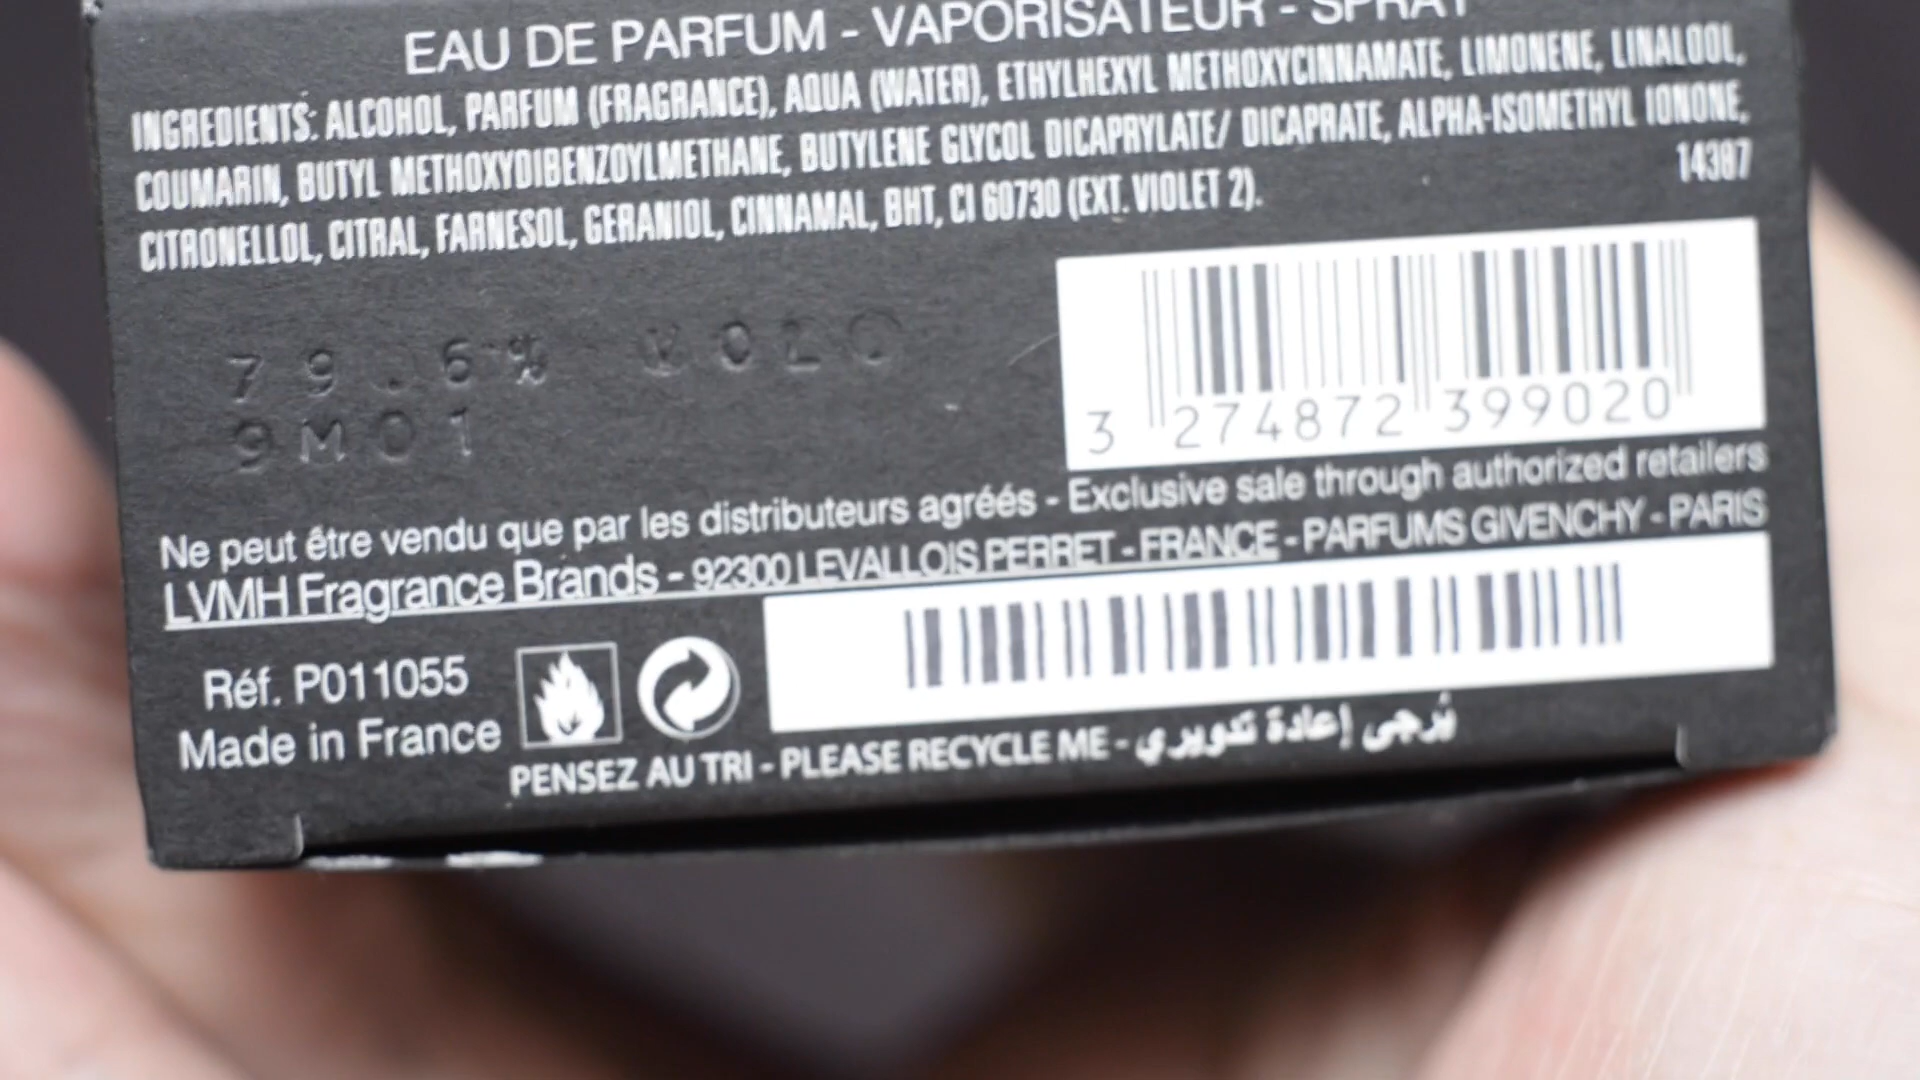 EAU DE PARFUM - VAPORISATEUR - SPRAY
INGREDIENTS: ALCOHOL, PARFUM (FRAGRANCE), AQUA (WATER), ETHYLHEXYL METHOXYCINNAMATE, LIMONENE, LINALOOL,
COUMARIN, BUTYL METHOXYDIBENZOYLMETHANE, BUTYLENE GLYCOL DICAPRYLATE/ DICAPRATE, ALPHA-ISOMETHYL IONONE,
CITRONELLOL, CITRAL, FARNESOL, GERANIOL, CINNAMAL, BHT, CI 60730 (EXT. VIOLET 2).
14387
79.6%
9M01
3 274872 399020
Ne peut être vendu que par les distributeurs agréés - Exclusive sale through authorized retailers
LVMH Fragrance Brands - 92300 LEVALLOIS PERRET - FRANCE - PARFUMS GIVENCHY - PARIS
Réf. P011055
Made in France
PENSEZ AU TRI - PLEASE RECYCLE ME - يُرجى إعادة تدويري